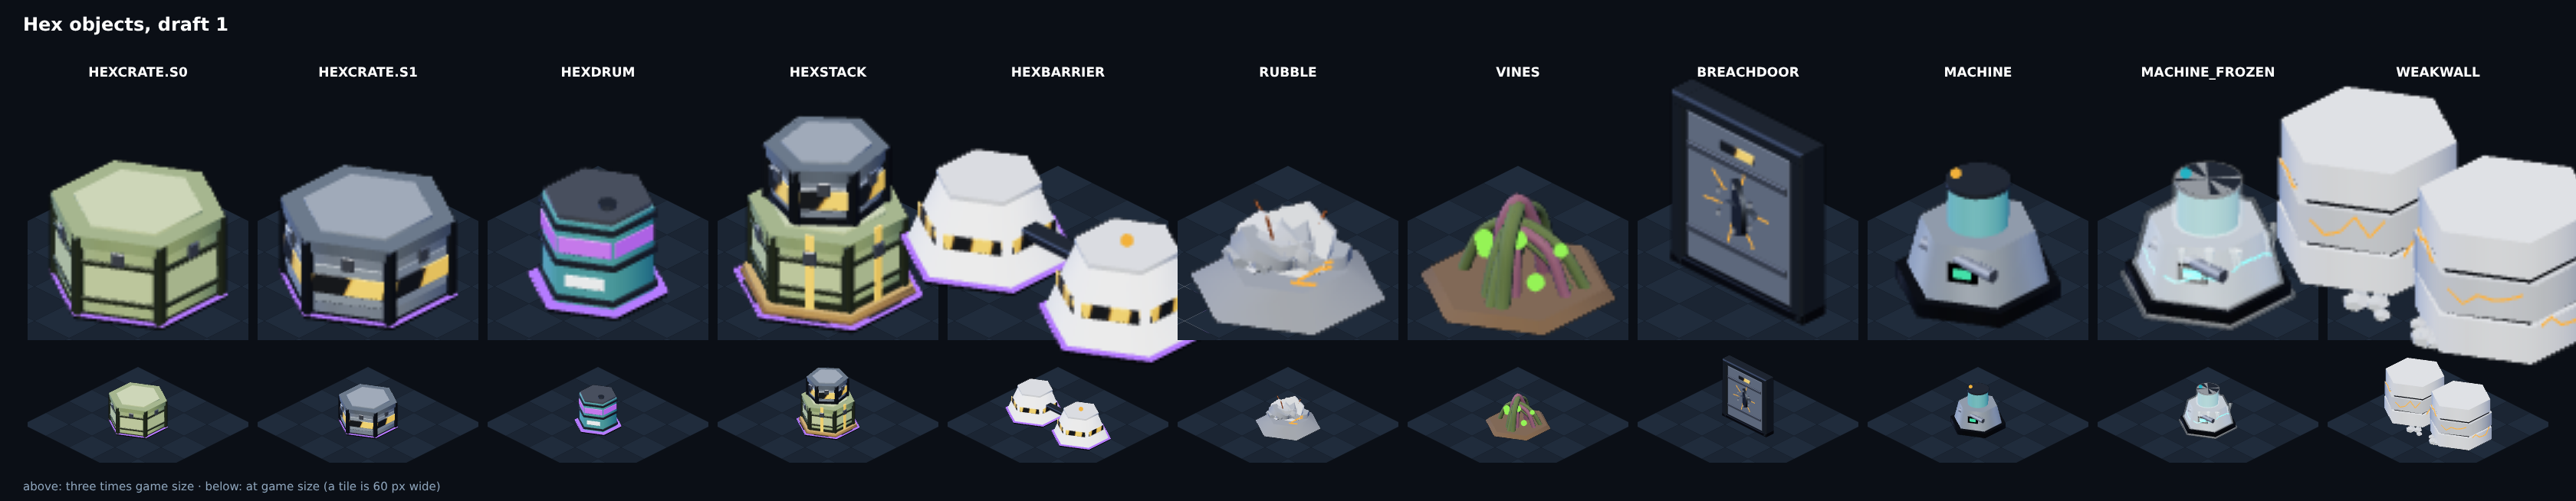 Hex objects, draft 1
HEXCRATE.S0 HEXCRATE.S1 HEXDRUM HEXSTACK HEXBARRIER RUBBLE VINES BREACHDOOR MACHINE MACHINE_FROZEN WEAKWALL
above: three times game size · below: at game size (a tile is 60 px wide)